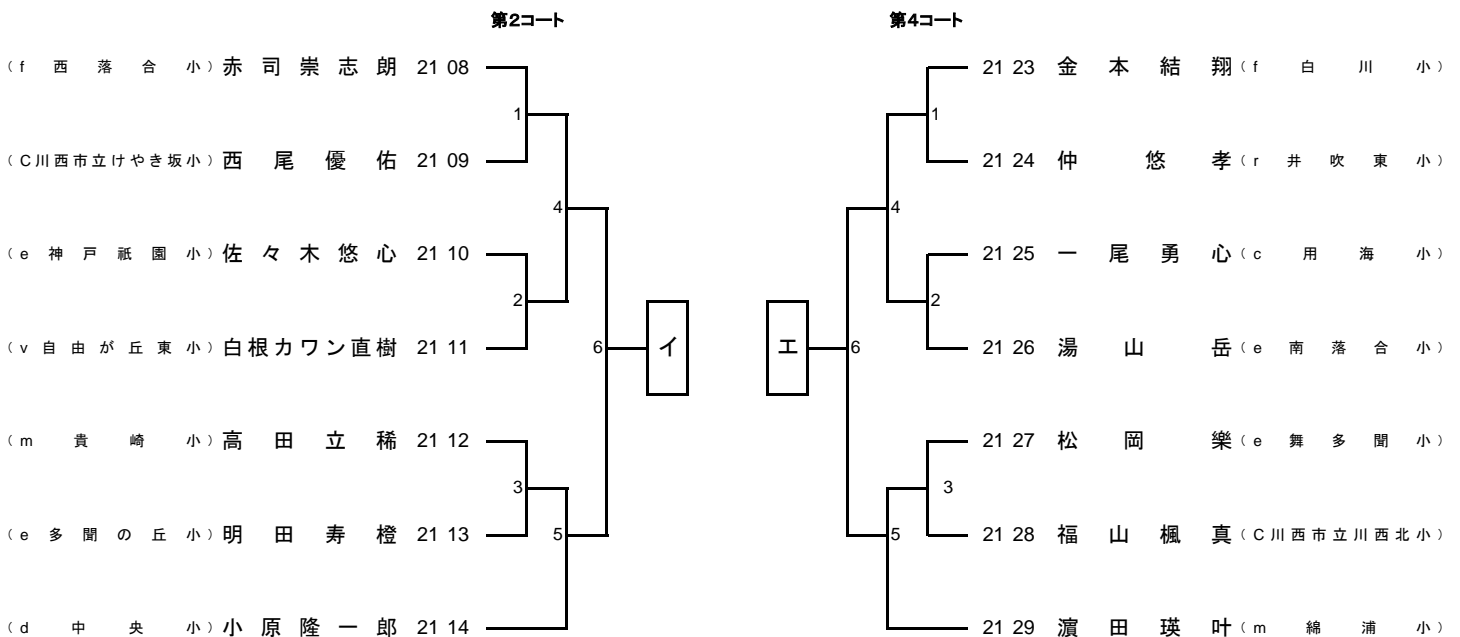 第2コート 第4コート
(f 西落合小) 赤司崇志朗 21 08 21 23 金本結翔 (f 白川小)
1 1
(C川西市立けやき坂小) 西尾優佑 21 09 21 24 仲悠孝 (r 井吹東小)
4 4
(e 神戸祇園小) 佐々木悠心 21 10 21 25 一尾勇心 (c 用海小)
2 2
(v 自由が丘東小) 白根カワン直樹 21 11 6 イ エ 6 21 26 湯山岳 (e 南落合小)
(m 貴崎小) 高田立稀 21 12 21 27 松岡樂 (e 舞多聞小)
3 3
(e 多聞の丘小) 明田寿橙 21 13 5 5 21 28 福山楓真 (C川西市立川西北小)
(d 中央小) 小原隆一郎 21 14 21 29 濵田瑛叶 (m 綿浦小)